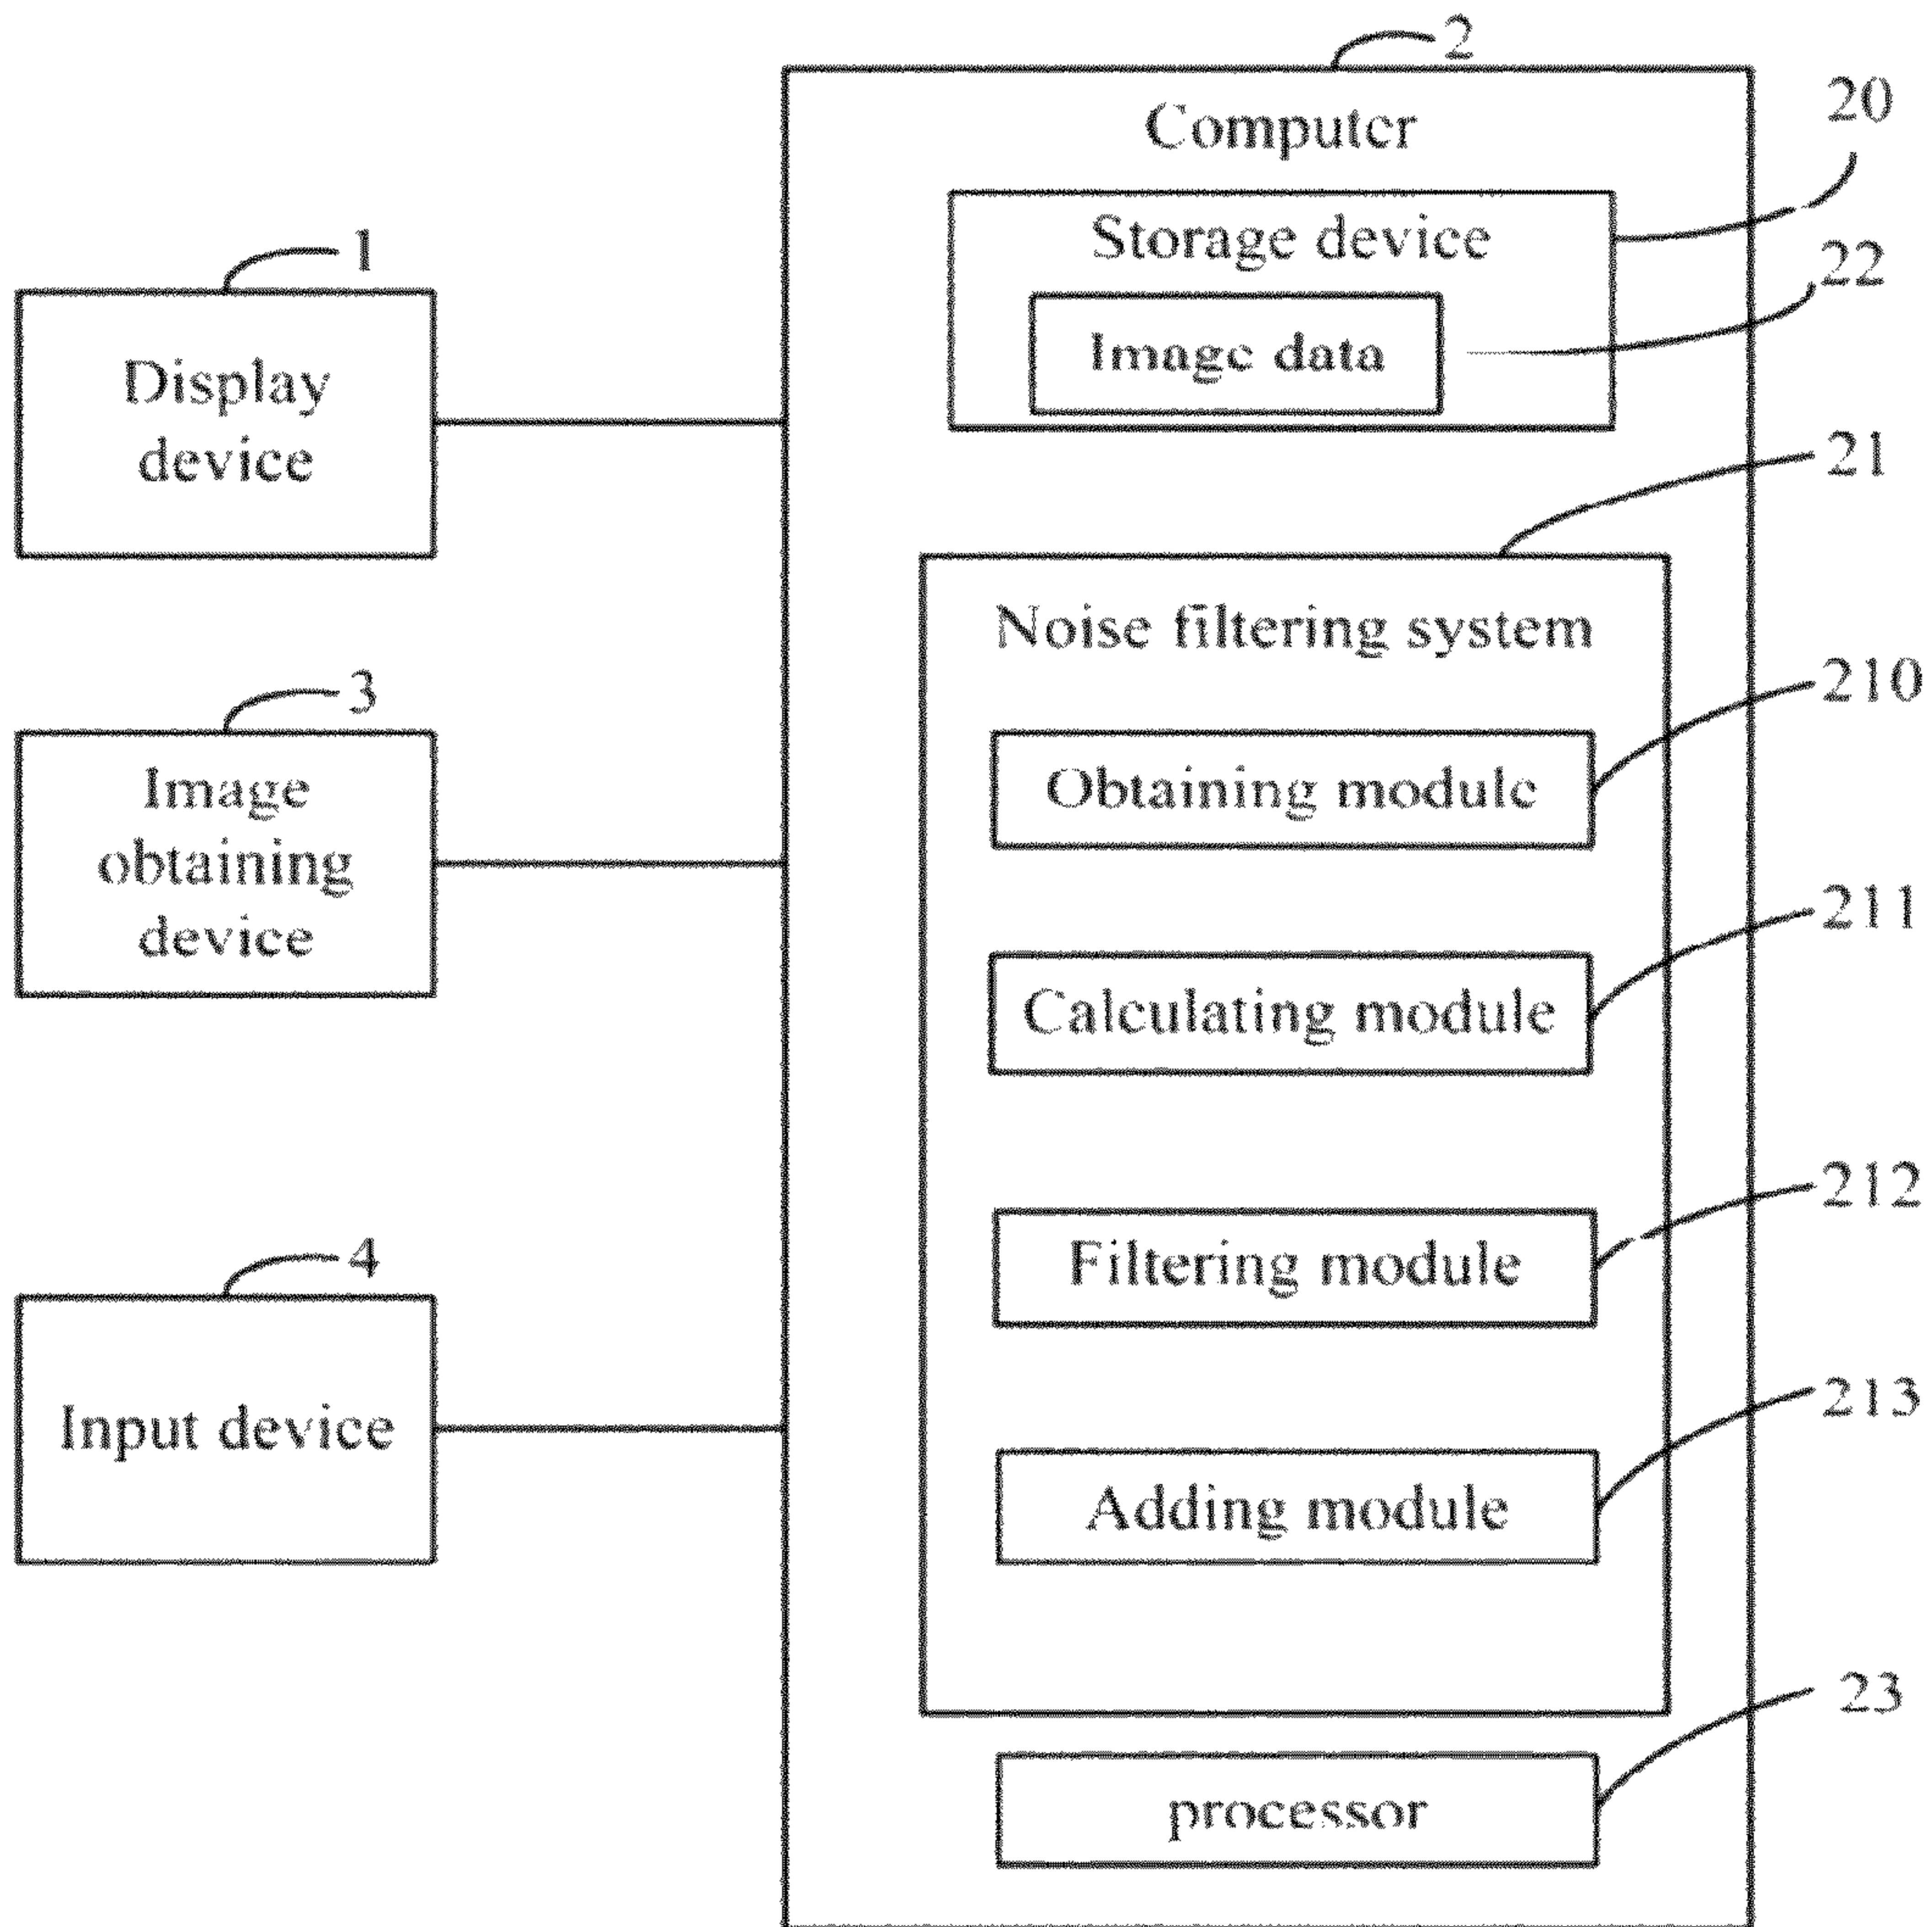 2
Computer
20
Storage device
22
Image data
1
Display
device
21
Noise filtering system
3
Image
obtaining
device
210
Obtaining module
211
Calculating module
4
Input device
212
Filtering module
213
Adding module
23
processor